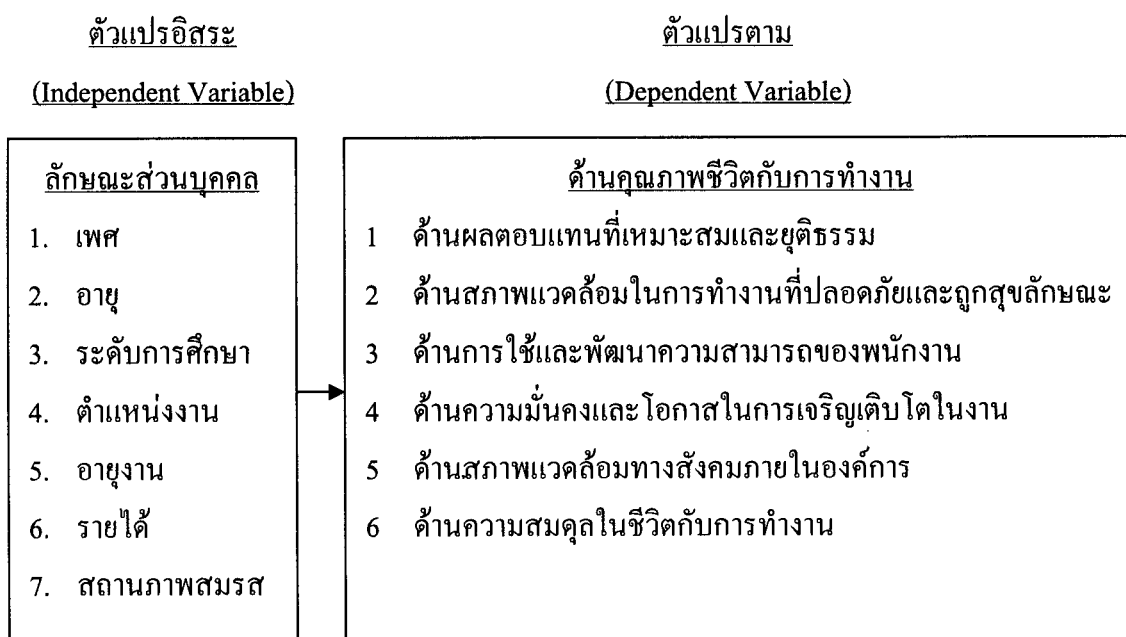 ตัวแปรอิสระ
(Independent Variable)
ตัวแปรตาม
(Dependent Variable)
ลักษณะส่วนบุคคล
1. เพศ
2. อายุ
3. ระดับการศึกษา
4. ตำแหน่งงาน
5. อายุงาน
6. รายได้
7. สถานภาพสมรส
ด้านคุณภาพชีวิตกับการทำงาน
1 ด้านผลตอบแทนที่เหมาะสมและยุติธรรม
2 ด้านสภาพแวดล้อมในการทำงานที่ปลอดภัยและถูกสุขลักษณะ
3 ด้านการใช้และพัฒนาความสามารถของพนักงาน
4 ด้านความมั่นคงและโอกาสในการเจริญเติบโตในงาน
5 ด้านสภาพแวดล้อมทางสังคมภายในองค์การ
6 ด้านความสมดุลในชีวิตกับการทำงาน